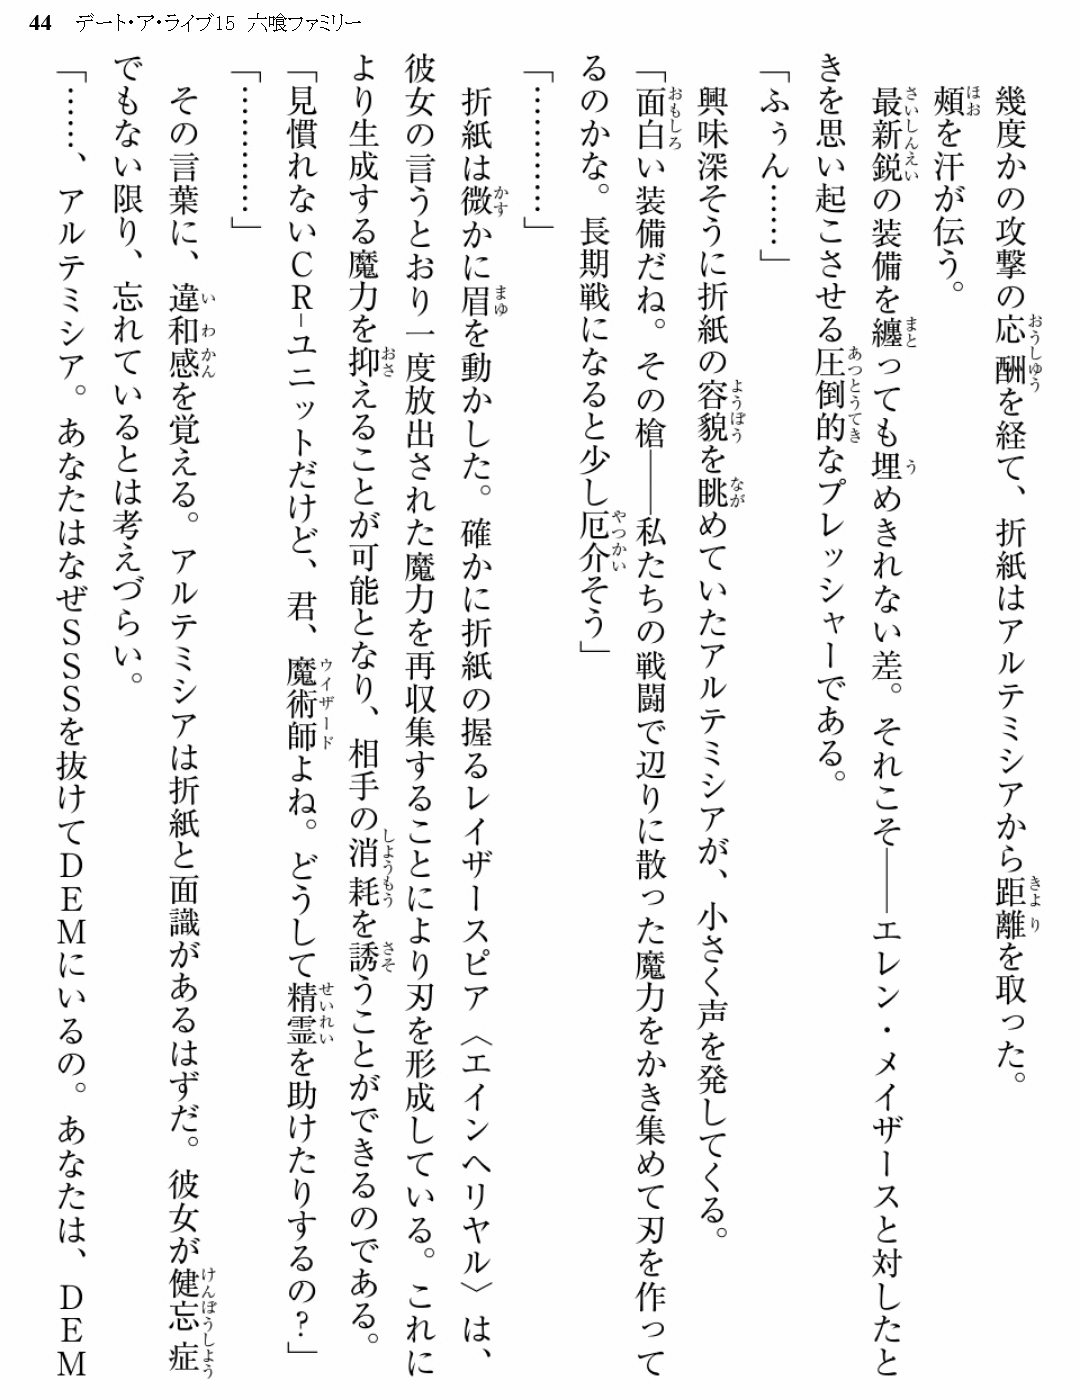 44 デート・ア・ライブ15 六喰ファミリー
幾度かの攻撃の応酬を経て、折紙はアルテミシアから距離を取った。
頬を汗が伝う。
最新鋭の装備を纏っても埋めきれない差。それこそ――エレン・メイザースと対したと
きを思い起こさせる圧倒的なプレッシャーである。
「ふぅん……」
興味深そうに折紙の容貌を眺めていたアルテミシアが、小さく声を発してくる。
「面白い装備だね。その槍――私たちの戦闘で辺りに散った魔力をかき集めて刃を作って
るのかな。長期戦になると少し厄介そう」
「…………」
折紙は微かに眉を動かした。確かに折紙の握るレイザースピア〈エインヘリヤル〉は、
彼女の言うとおり一度放出された魔力を再収集することにより刃を形成している。これに
より生成する魔力を抑えることが可能となり、相手の消耗を誘うことができるのである。
「見慣れないCR-ユニットだけど、君、魔術師よね。どうして精霊を助けたりするの？」
「…………」
その言葉に、違和感を覚える。アルテミシアは折紙と面識があるはずだ。彼女が健忘症
でもない限り、忘れているとは考えづらい。
「……、アルテミシア。あなたはなぜSSSを抜けてDEMにいるの。あなたは、DEM